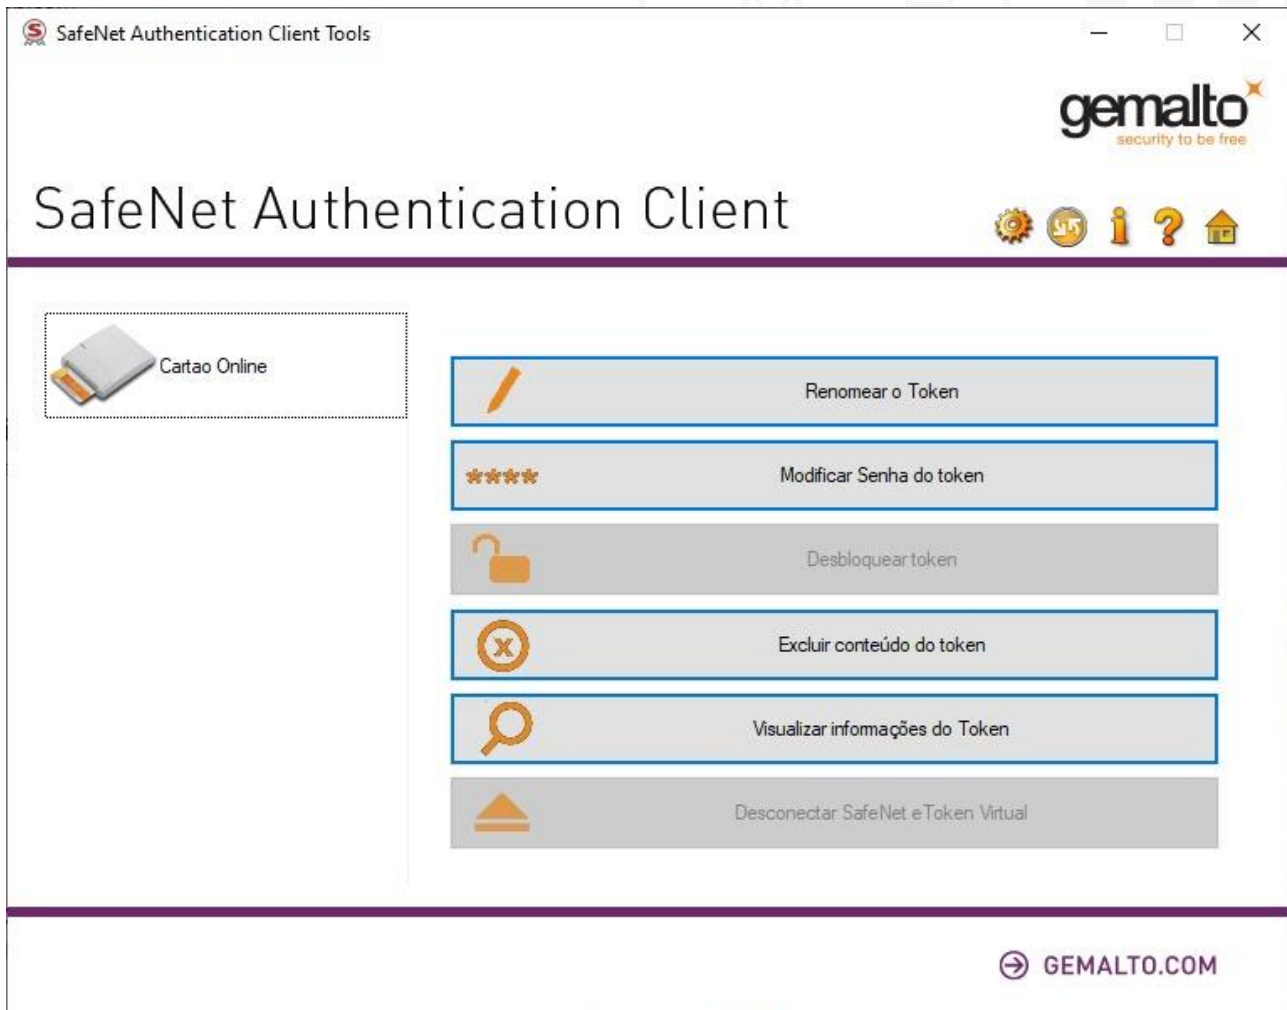 SafeNet Authentication Client Tools
gemalto
security to be free
SafeNet Authentication Client
Cartao Online
Renomear o Token
****
Modificar Senha do token
Desbloquear token
Excluir conteúdo do token
Visualizar informações do Token
Desconectar SafeNet eToken Virtual
GEMALTO.COM